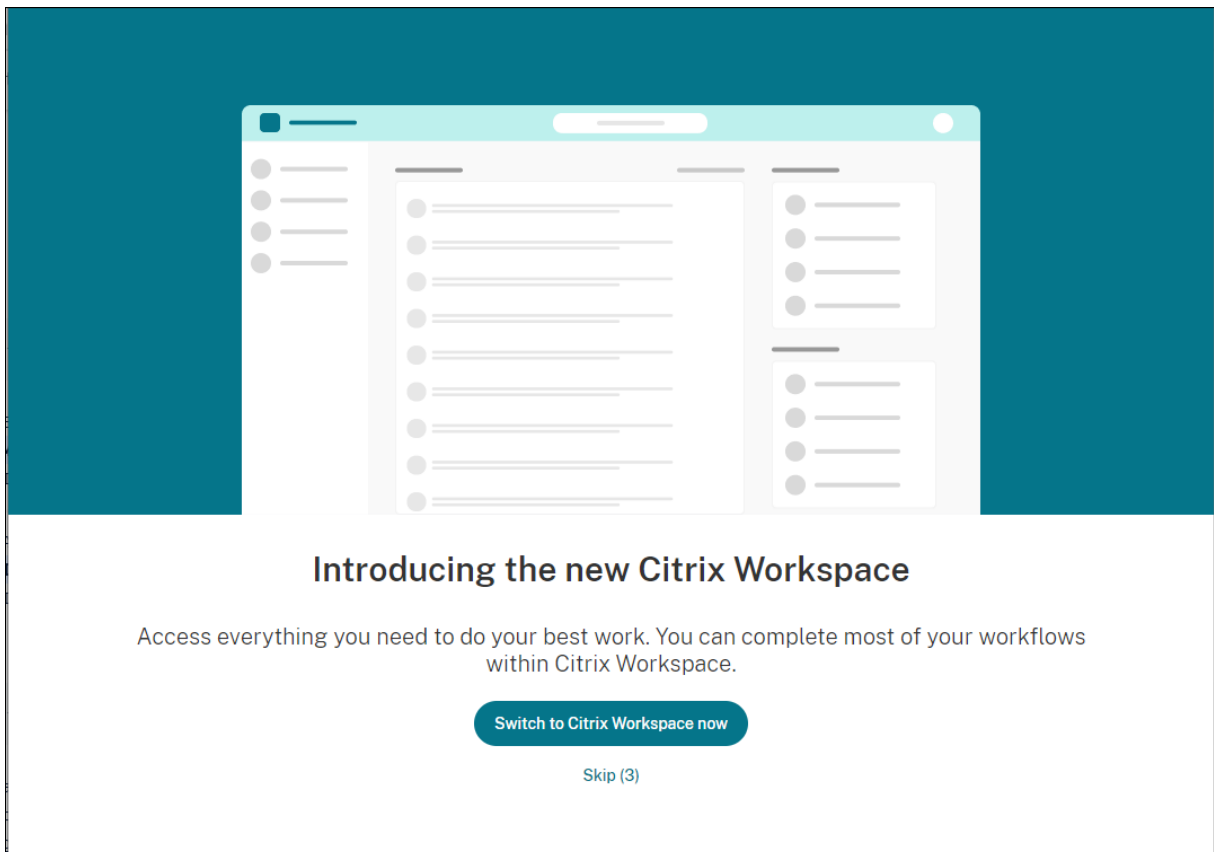 Introducing the new Citrix Workspace
Access everything you need to do your best work. You can complete most of your workflows
within Citrix Workspace.
Switch to Citrix Workspace now
Skip (3)